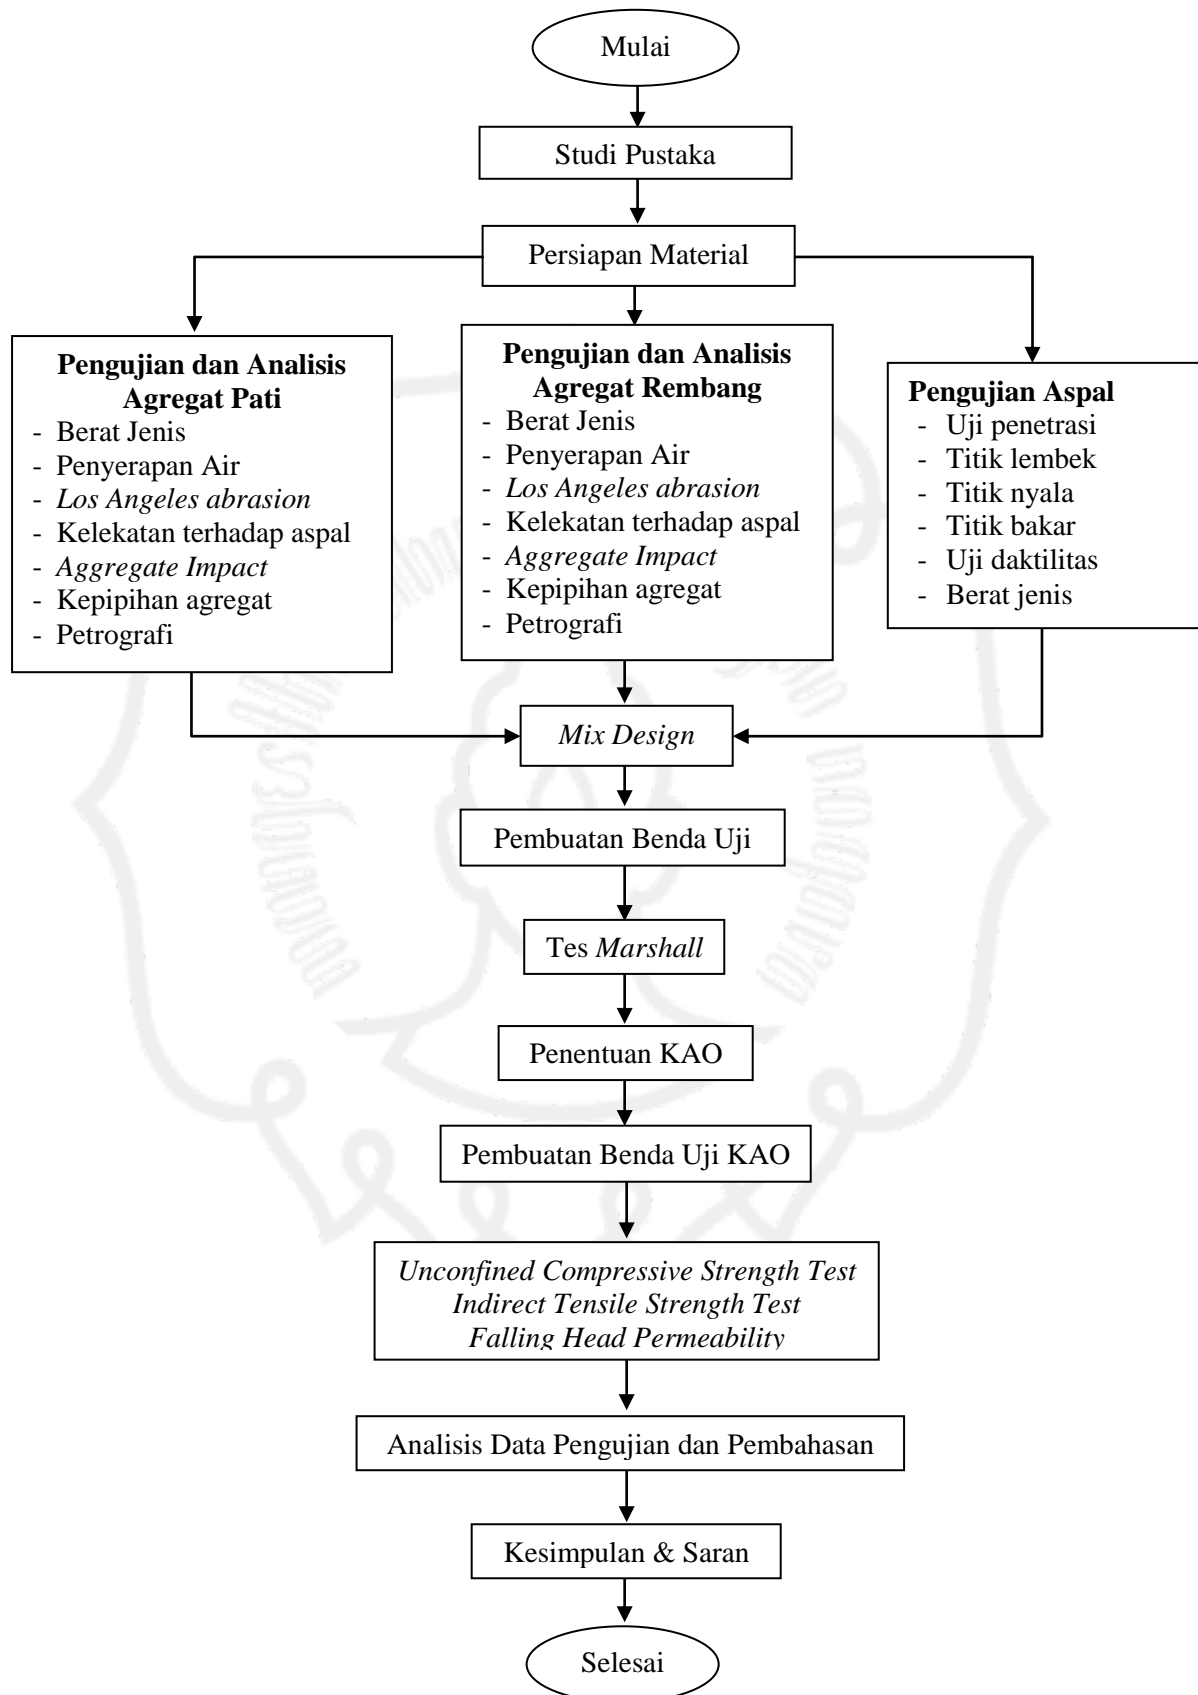 Mulai
Studi Pustaka
Persiapan Material
Pengujian dan Analisis
Agregat Pati
- Berat Jenis
- Penyerapan Air
- Los Angeles abrasion
- Kelekatan terhadap aspal
- Aggregate Impact
- Kepipihan agregat
- Petrografi
Pengujian dan Analisis
Agregat Rembang
- Berat Jenis
- Penyerapan Air
- Los Angeles abrasion
- Kelekatan terhadap aspal
- Aggregate Impact
- Kepipihan agregat
- Petrografi
Pengujian Aspal
- Uji penetrasi
- Titik lembek
- Titik nyala
- Titik bakar
- Uji daktilitas
- Berat jenis
Mix Design
Pembuatan Benda Uji
Tes Marshall
Penentuan KAO
Pembuatan Benda Uji KAO
Unconfined Compressive Strength Test
Indirect Tensile Strength Test
Falling Head Permeability
Analisis Data Pengujian dan Pembahasan
Kesimpulan & Saran
Selesai